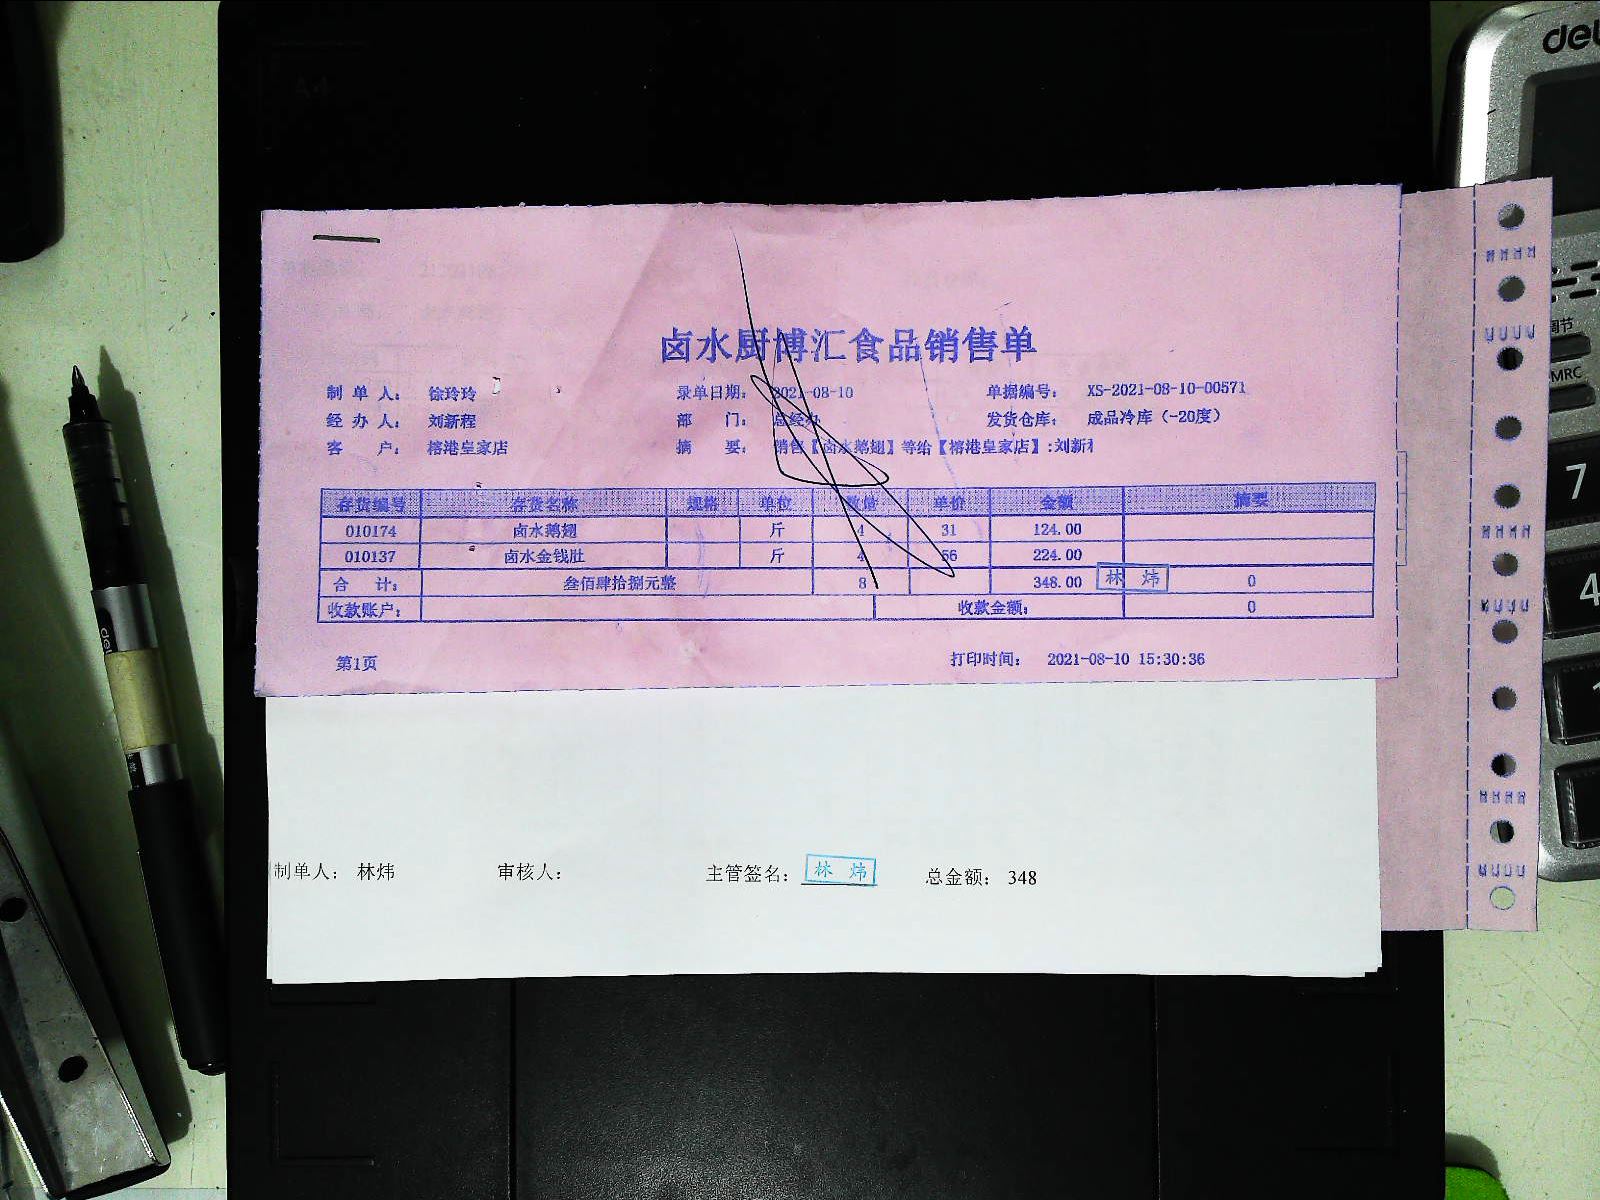 deli
卤水厨博汇食品销售单
制单人： 徐玲玲 录单日期： 2021-08-10 单据编号： XS-2021-08-10-00571
经办人： 刘新程 部门： 总经办 发货仓库： 成品冷库（-20度）
客户： 榕港皇家店 摘要： 销售【卤水鹅翅】等给【榕港皇家店】:刘新
存货编号 存货名称 规格 单位 数量 单价 金额 摘要
010174 卤水鹅翅 斤 4 31 124.00
010137 卤水金钱肚 斤 4 56 224.00
合计： 叁佰肆拾捌元整 8 348.00 林炜 0
收款账户： 收款金额： 0
第1页 打印时间： 2021-08-10 15:30:36
制单人： 林炜 审核人： 主管签名： 林炜 总金额： 348
MRC
7
4